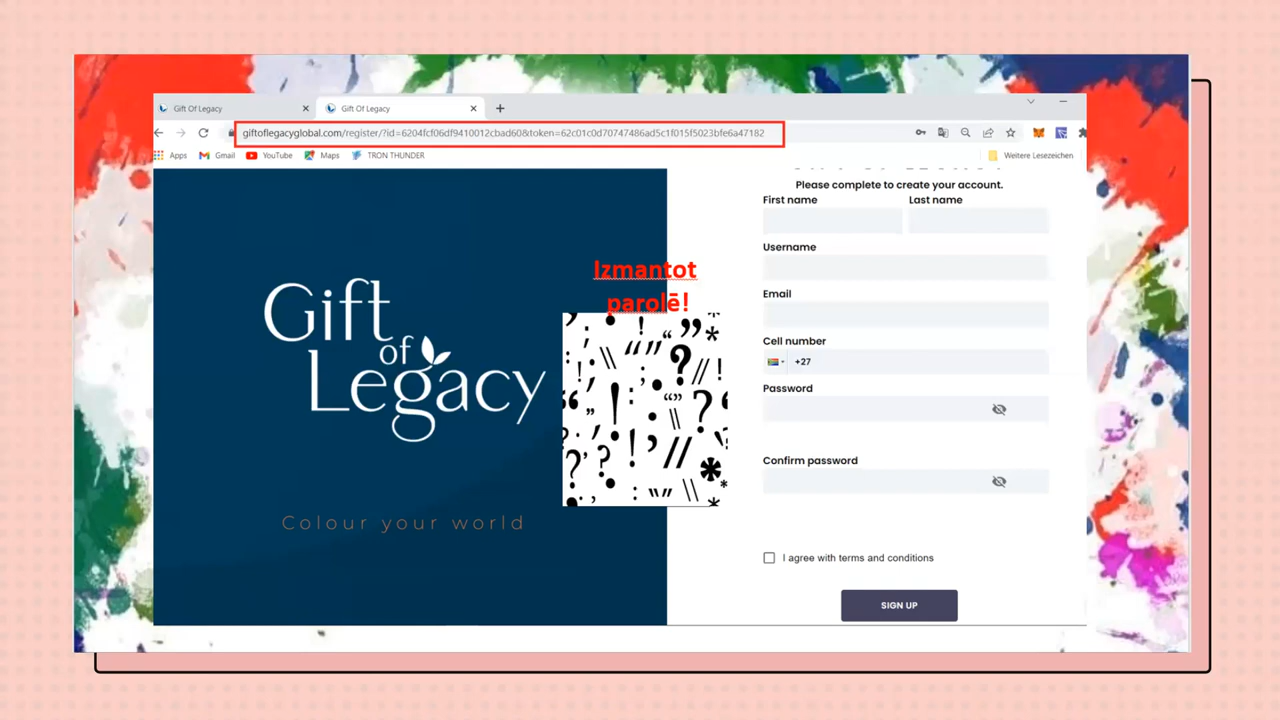 Gift Of Legacy
Gift Of Legacy
giftoflegacyglobal.com/register/?id=6204fcf06df9410012cbad60&token=62c01c0d70747486ad5c1f015f5023bfe6a47182
Apps
Gmail
YouTube
Maps
TRON THUNDER
Weitere Lesezeichen
Please complete to create your account.
First name
Last name
Username
Izmantot
parolē!
Email
Gift
of
Legacy
Cell number
+27
Password
Confirm password
Colour your world
I agree with terms and conditions
SIGN UP